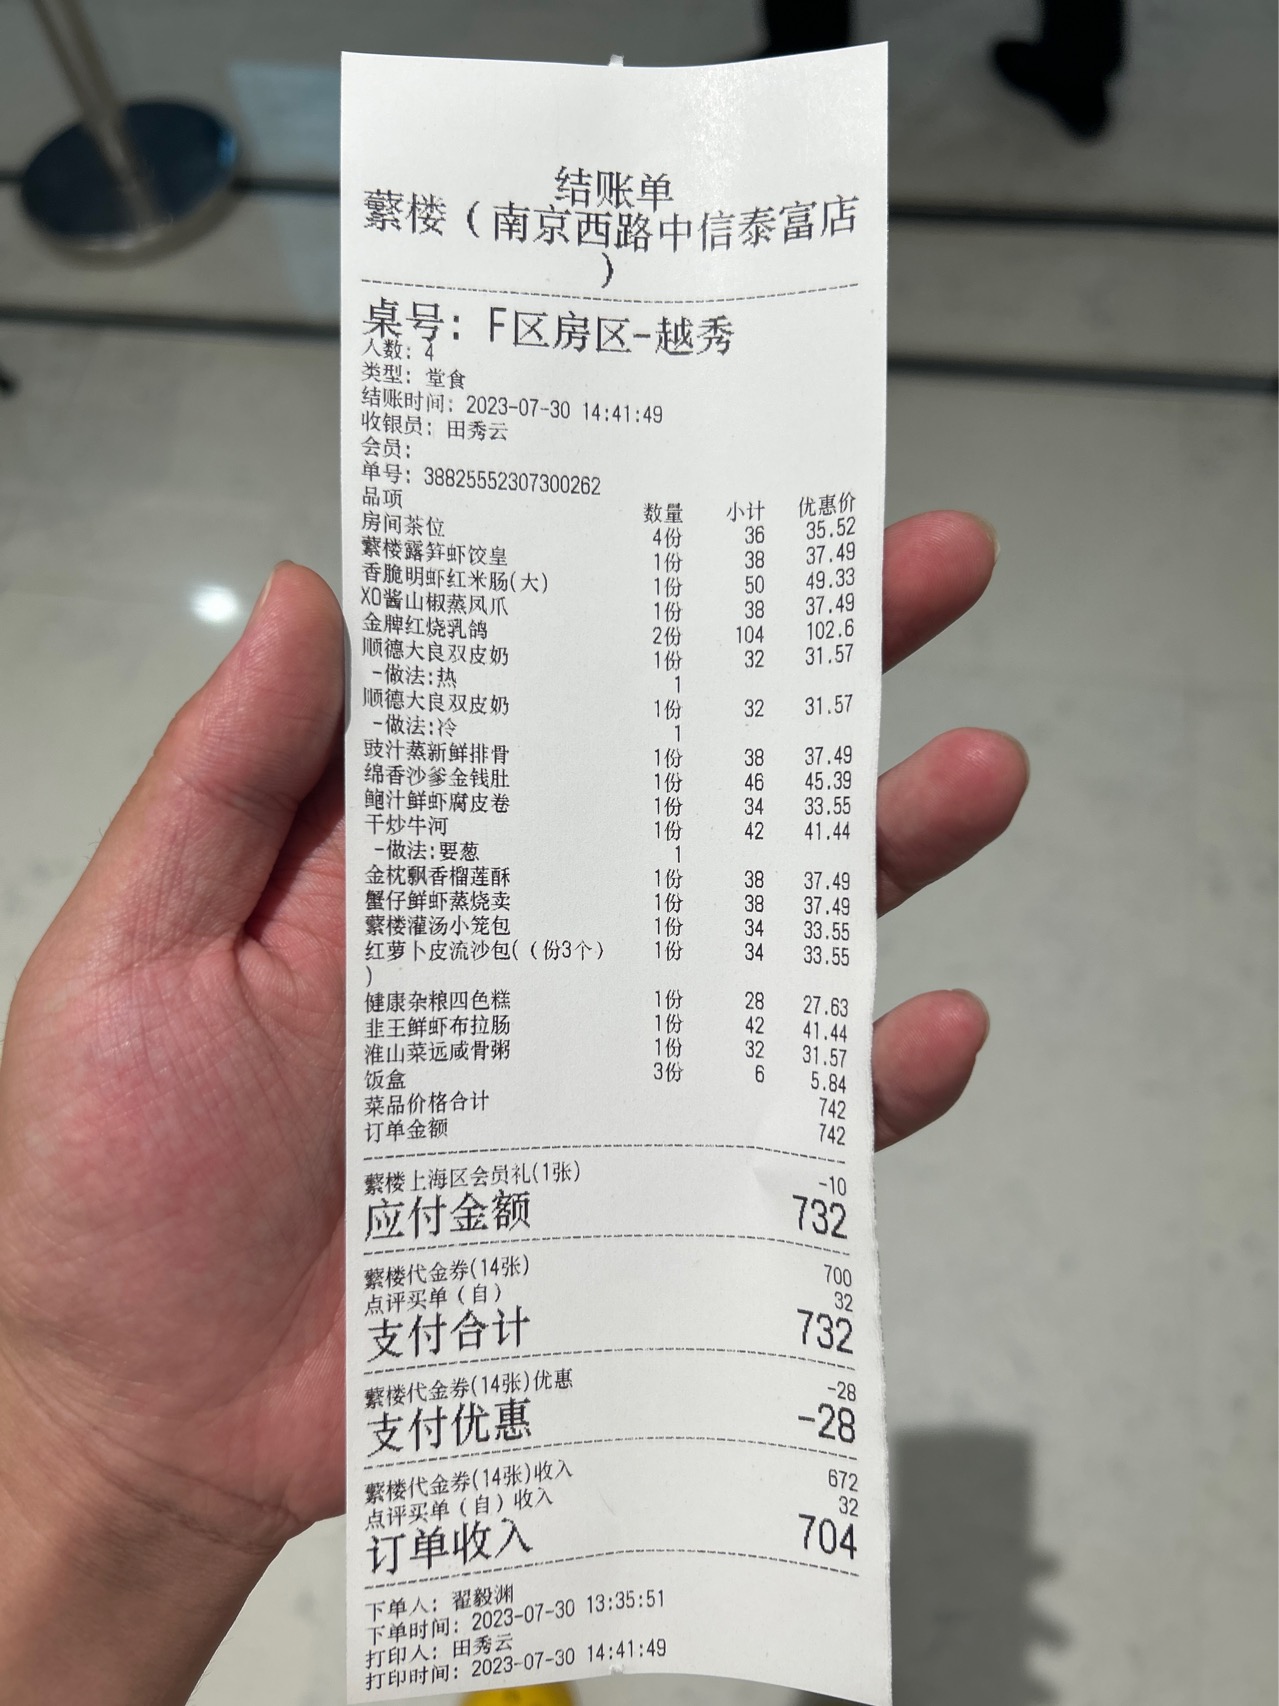 结账单
蘩楼（南京西路中信泰富店
）
桌号: F区房区-越秀
人数: 4
类型: 堂食
结账时间: 2023-07-30 14:41:49
收银员: 田秀云
会员:
单号: 38825552307300262
品项 数量 小计 优惠价
房间茶位 4份 36 35.52
蘩楼露笋虾饺皇 1份 38 37.49
香脆明虾红米肠(大) 1份 50 49.33
XO酱山椒蒸凤爪 1份 38 37.49
金牌红烧乳鸽 2份 104 102.6
顺德大良双皮奶 1份 32 31.57
-做法:热 1
顺德大良双皮奶 1份 32 31.57
-做法:冷 1
豉汁蒸新鲜排骨 1份 38 37.49
绵香沙爹金钱肚 1份 46 45.39
鲍汁鲜虾腐皮卷 1份 34 33.55
干炒牛河 1份 42 41.44
-做法:要葱 1
金枕飘香榴莲酥 1份 38 37.49
蟹仔鲜虾蒸烧卖 1份 38 37.49
蘩楼灌汤小笼包 1份 34 33.55
红萝卜皮流沙包(（份3个） 1份 34 33.55
)
健康杂粮四色糕 1份 28 27.63
韭王鲜虾布拉肠 1份 42 41.44
淮山菜远咸骨粥 1份 32 31.57
饭盒 3份 6 5.84
菜品价格合计 742
订单金额 742
蘩楼上海区会员礼(1张) -10
应付金额 732
蘩楼代金券(14张) 700
点评买单（自） 32
支付合计 732
蘩楼代金券(14张)优惠 -28
支付优惠 -28
蘩楼代金券(14张)收入 672
点评买单（自）收入 32
订单收入 704
下单人: 翟毅渊
下单时间: 2023-07-30 13:35:51
打印人: 田秀云
打印时间: 2023-07-30 14:41:49